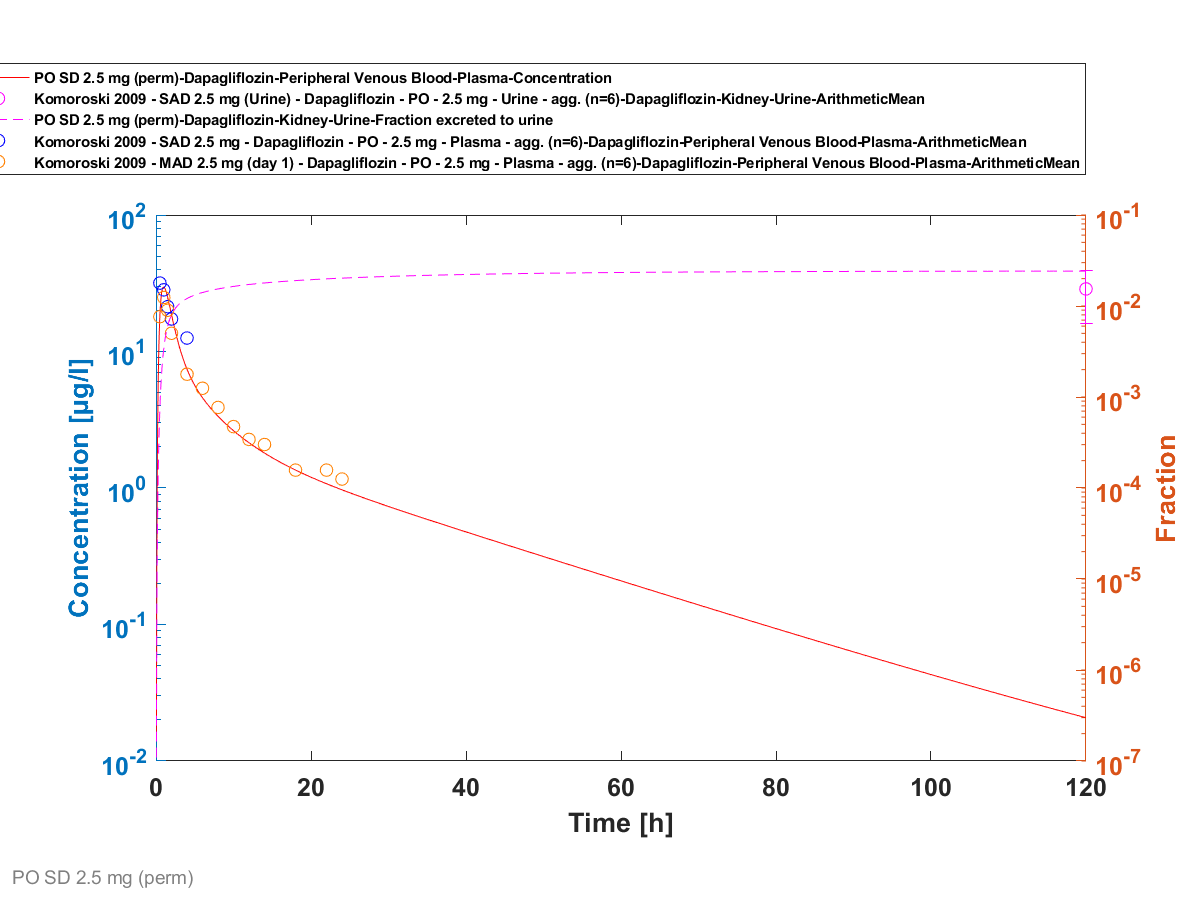 PO SD 2.5 mg (perm)-Dapagliflozin-Peripheral Venous Blood-Plasma-Concentration
Komoroski 2009 - SAD 2.5 mg (Urine) - Dapagliflozin - PO - 2.5 mg - Urine - agg. (n=6)-Dapagliflozin-Kidney-Urine-ArithmeticMean
PO SD 2.5 mg (perm)-Dapagliflozin-Kidney-Urine-Fraction excreted to urine
Komoroski 2009 - SAD 2.5 mg - Dapagliflozin - PO - 2.5 mg - Plasma - agg. (n=6)-Dapagliflozin-Peripheral Venous Blood-Plasma-ArithmeticMean
Komoroski 2009 - MAD 2.5 mg (day 1) - Dapagliflozin - PO - 2.5 mg - Plasma - agg. (n=6)-Dapagliflozin-Peripheral Venous Blood-Plasma-ArithmeticMean
10^2
10^1
10^0
10^-1
10^-2
Concentration [µg/l]
10^-1
10^-2
10^-3
10^-4
10^-5
10^-6
10^-7
Fraction
0 20 40 60 80 100 120
Time [h]
PO SD 2.5 mg (perm)